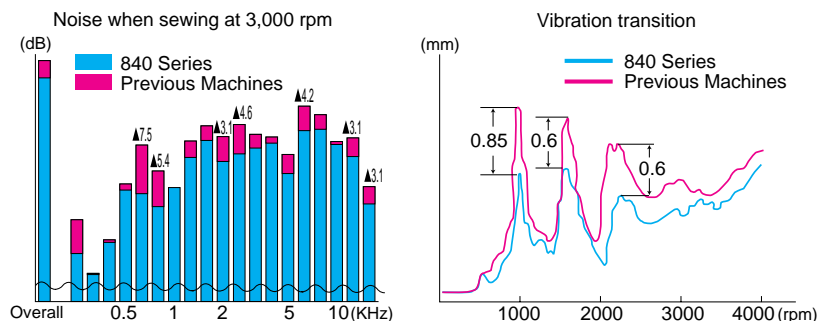 Noise when sewing at 3,000 rpm
(dB)
840 Series
Previous Machines
▲7.5
▲5.4
▲3.1
▲4.6
▲4.2
▲3.1
▲3.1
Overall 0.5 1 2 5 10 (KHz)
Vibration transition
(mm)
840 Series
Previous Machines
0.85
0.6
0.6
1000 2000 3000 4000 (rpm)